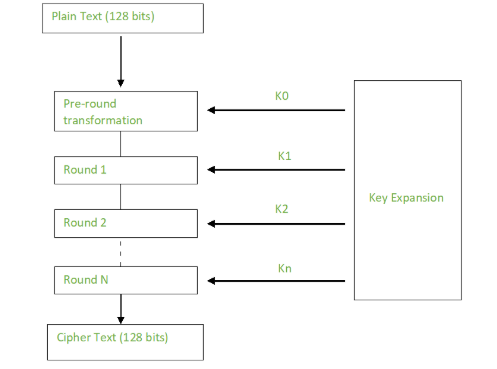 Plain Text (128 bits)
Pre-round
transformation
K0
Round 1
K1
Round 2
K2
Key Expansion
Round N
Kn
Cipher Text (128 bits)